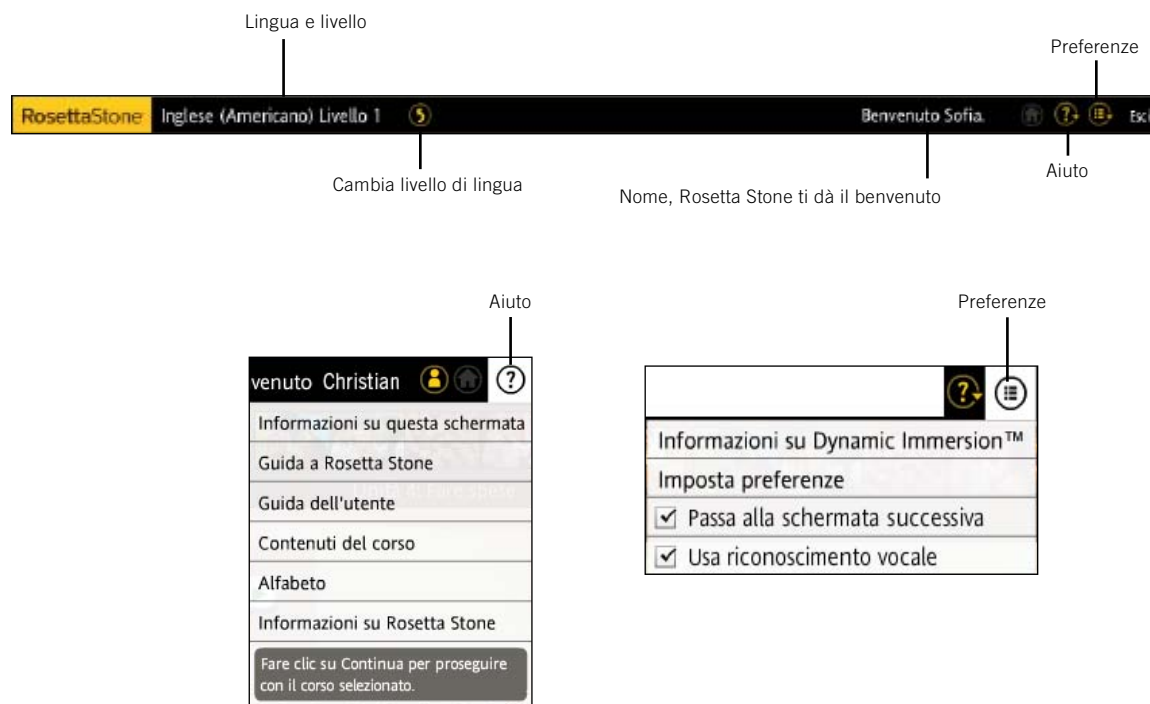 Lingua e livello
Preferenze
RosettaStone Inglese (Americano) Livello 1 Benvenuto Sofia. Esci
Cambia livello di lingua
Aiuto
Nome, Rosetta Stone ti dà il benvenuto
Aiuto
venuto Christian
Informazioni su questa schermata
Guida a Rosetta Stone
Guida dell'utente
Contenuti del corso
Alfabeto
Informazioni su Rosetta Stone
Fare clic su Continua per proseguire
con il corso selezionato.
Preferenze
Informazioni su Dynamic Immersion™
Imposta preferenze
Passa alla schermata successiva
Usa riconoscimento vocale